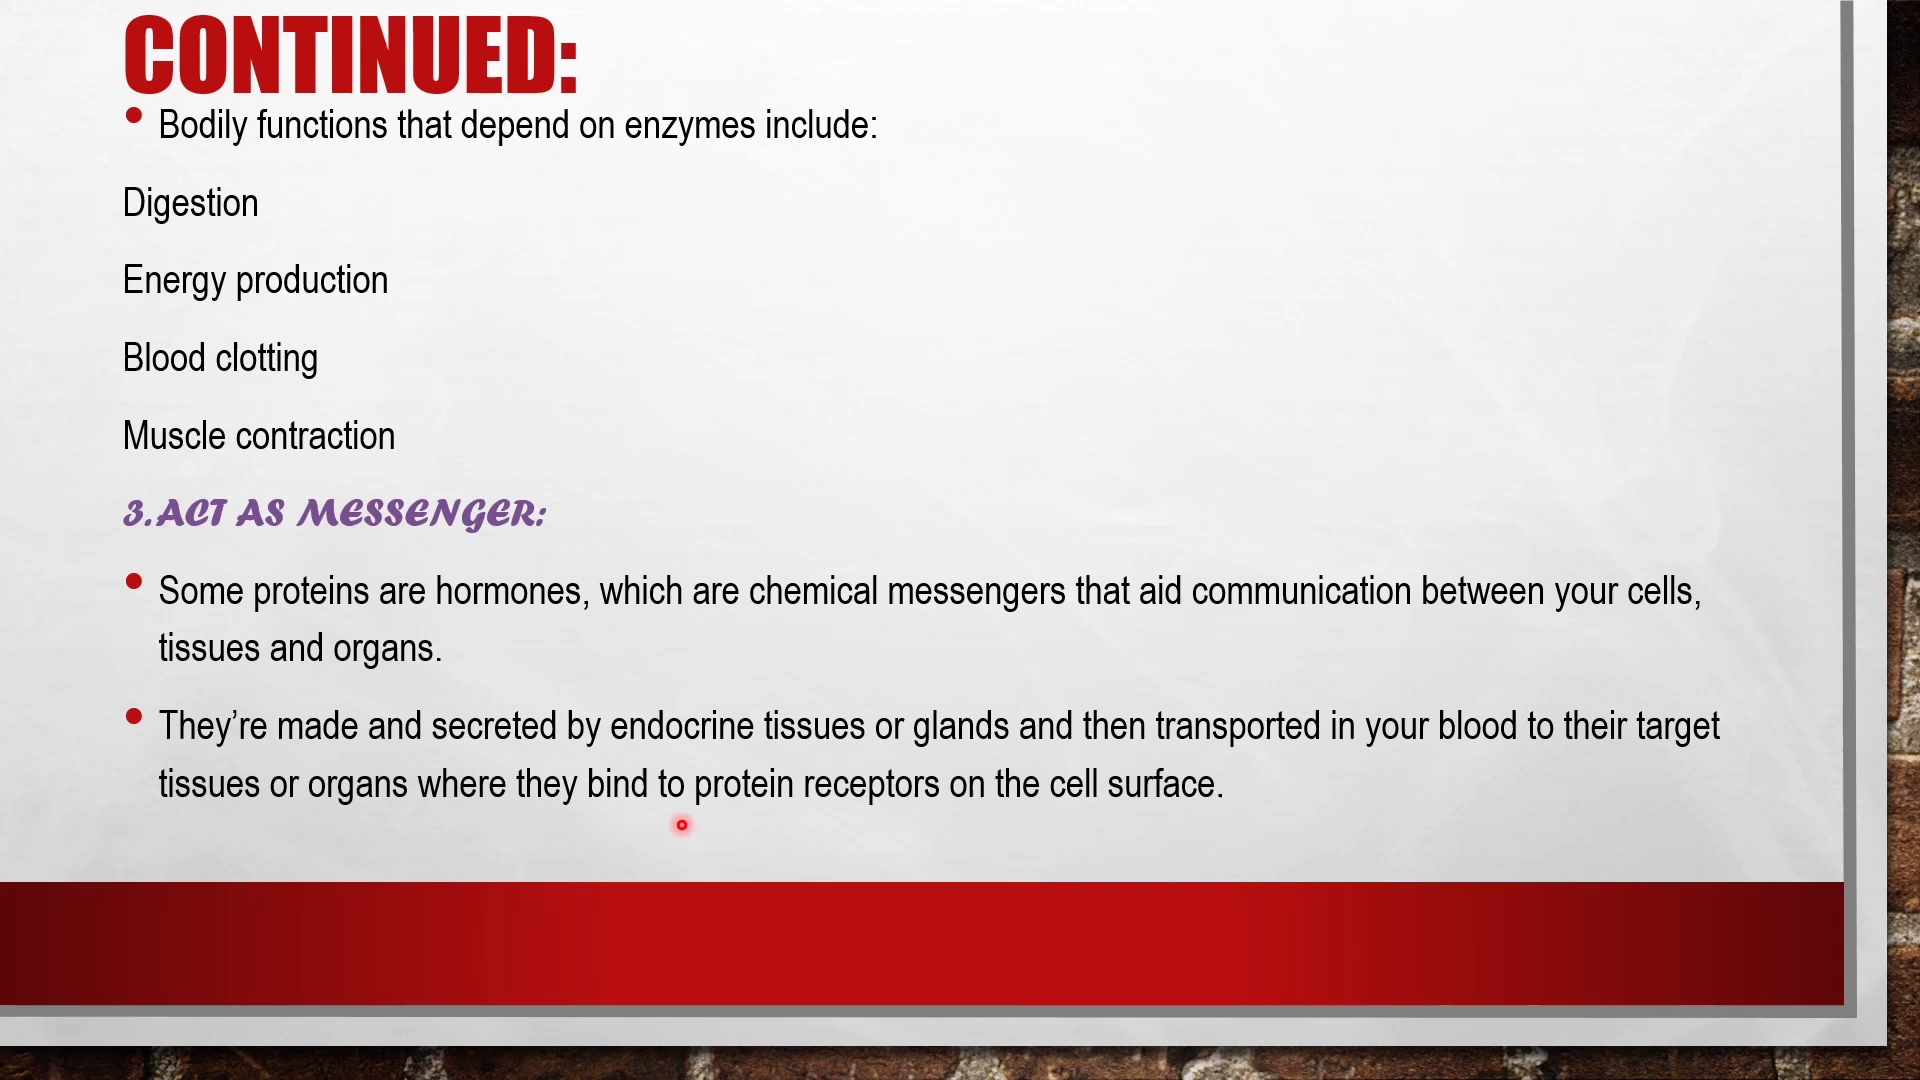 CONTINUED:
• Bodily functions that depend on enzymes include:
Digestion
Energy production
Blood clotting
Muscle contraction
3. ACT AS MESSENGER:
• Some proteins are hormones, which are chemical messengers that aid communication between your cells,
tissues and organs.
• They’re made and secreted by endocrine tissues or glands and then transported in your blood to their target
tissues or organs where they bind to protein receptors on the cell surface.